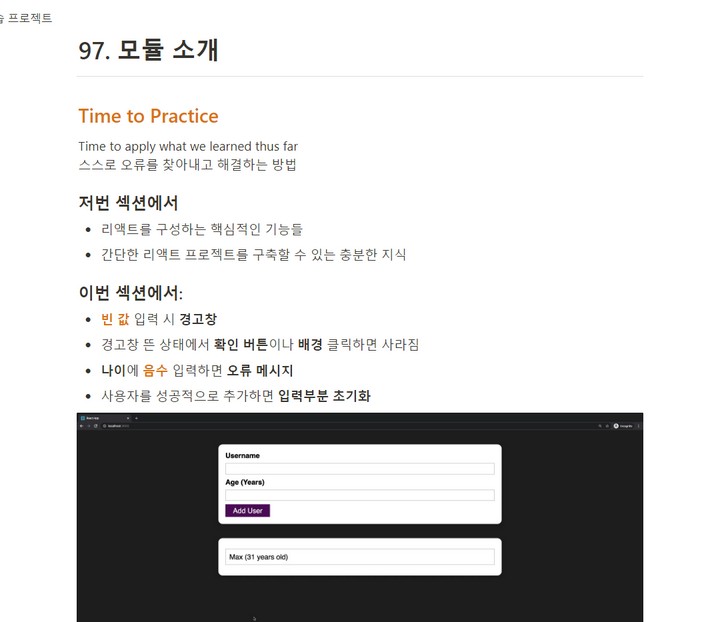 프로젝트
97. 모듈 소개
Time to Practice
Time to apply what we learned thus far
스스로 오류를 찾아내고 해결하는 방법
저번 섹션에서
리액트를 구성하는 핵심적인 기능들
간단한 리액트 프로젝트를 구축할 수 있는 충분한 지식
이번 섹션에서:
빈 값 입력 시 경고창
경고창 뜬 상태에서 확인 버튼이나 배경 클릭하면 사라짐
나이에 음수 입력하면 오류 메시지
사용자를 성공적으로 추가하면 입력부분 초기화
Username
Age (Years)
Add User
Max (31 years old)